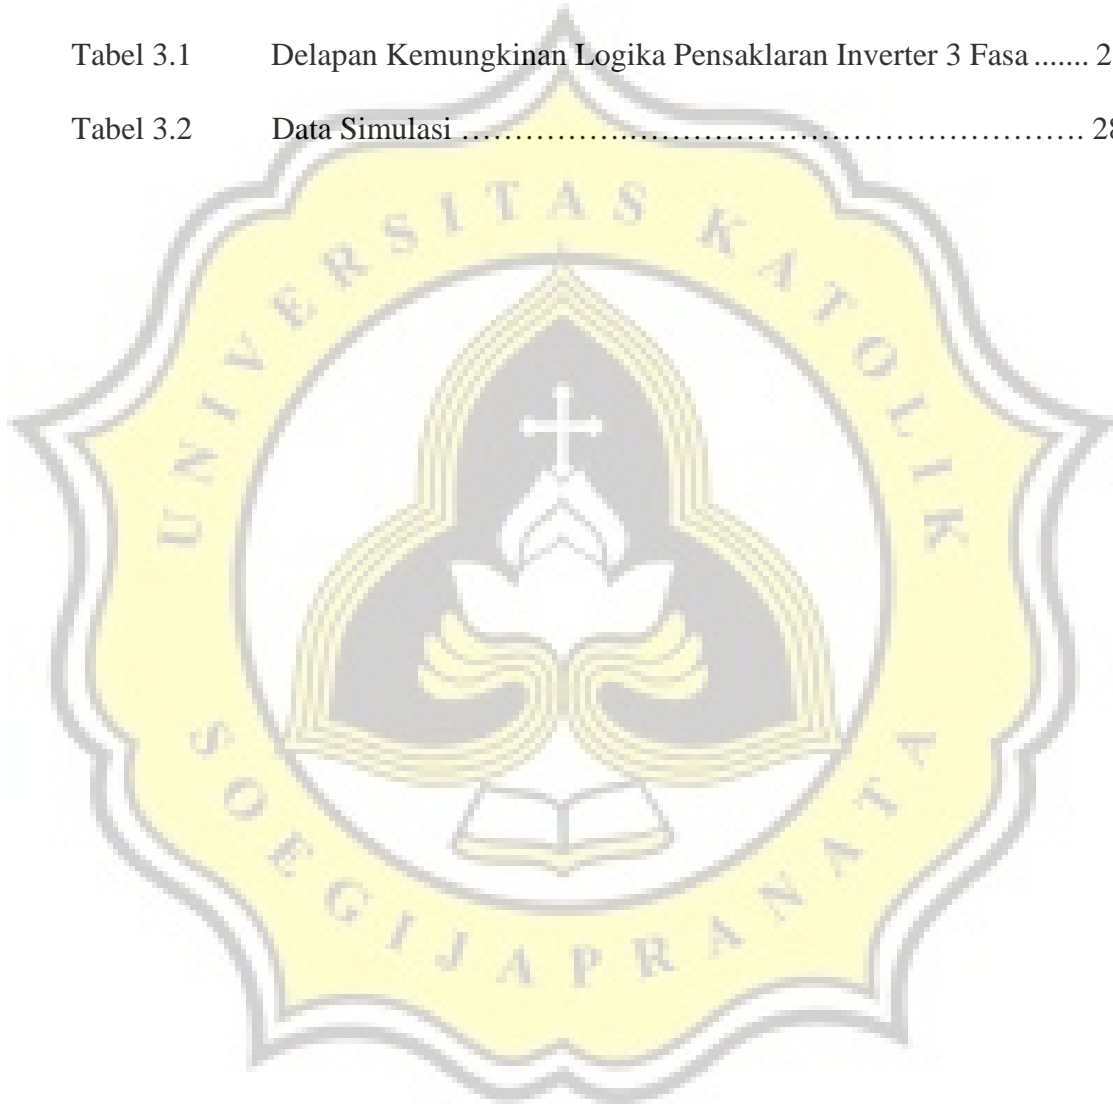 Tabel 3.1 Delapan Kemungkinan Logika Pensaklaran Inverter 3 Fasa ....... 2
Tabel 3.2 Data Simulasi ……………………………………………………………. 28
UNIVERSITAS KATOLIK
SOEGIJAPRANATA